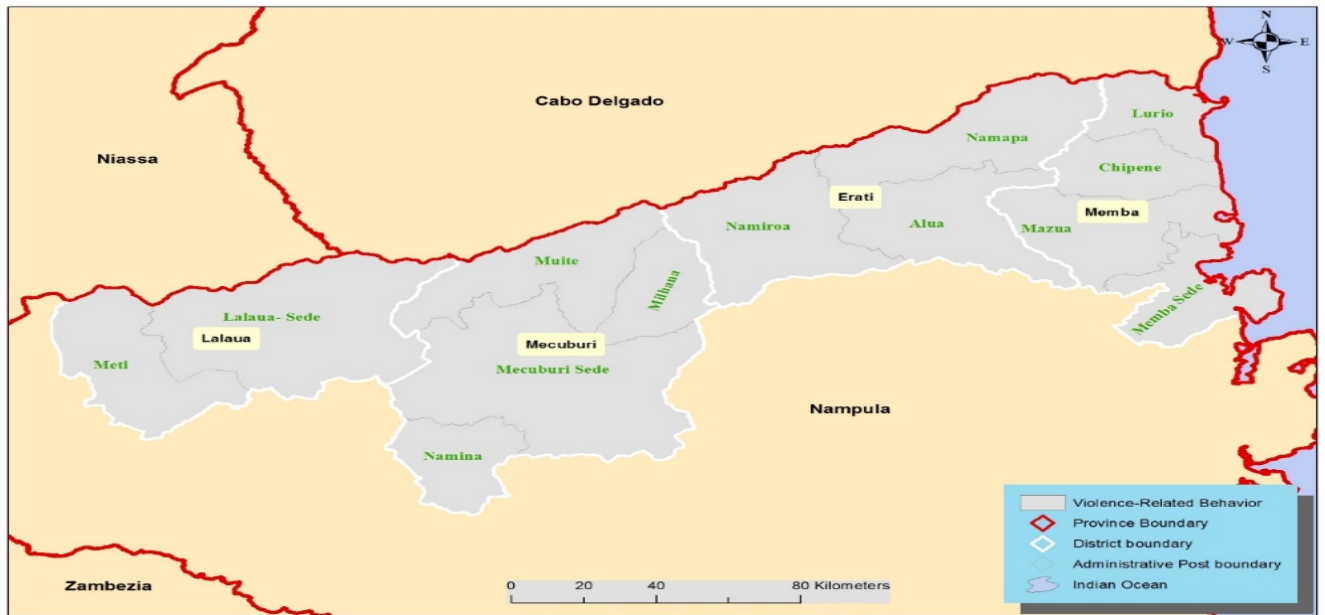 N
W E
S
Cabo Delgado
Niassa
Lurio
Namapa
Chipene
Erati
Memba
Namiroa
Alua
Mazua
Muite
Milhana
Memba Sede
Lalaua- Sede
Lalaua
Mecuburi
Meti
Mecuburi Sede
Nampula
Namina
Violence-Related Behavior
Province Boundary
District boundary
Administrative Post boundary
Indian Ocean
Zambezia
0 20 40 80 Kilometers